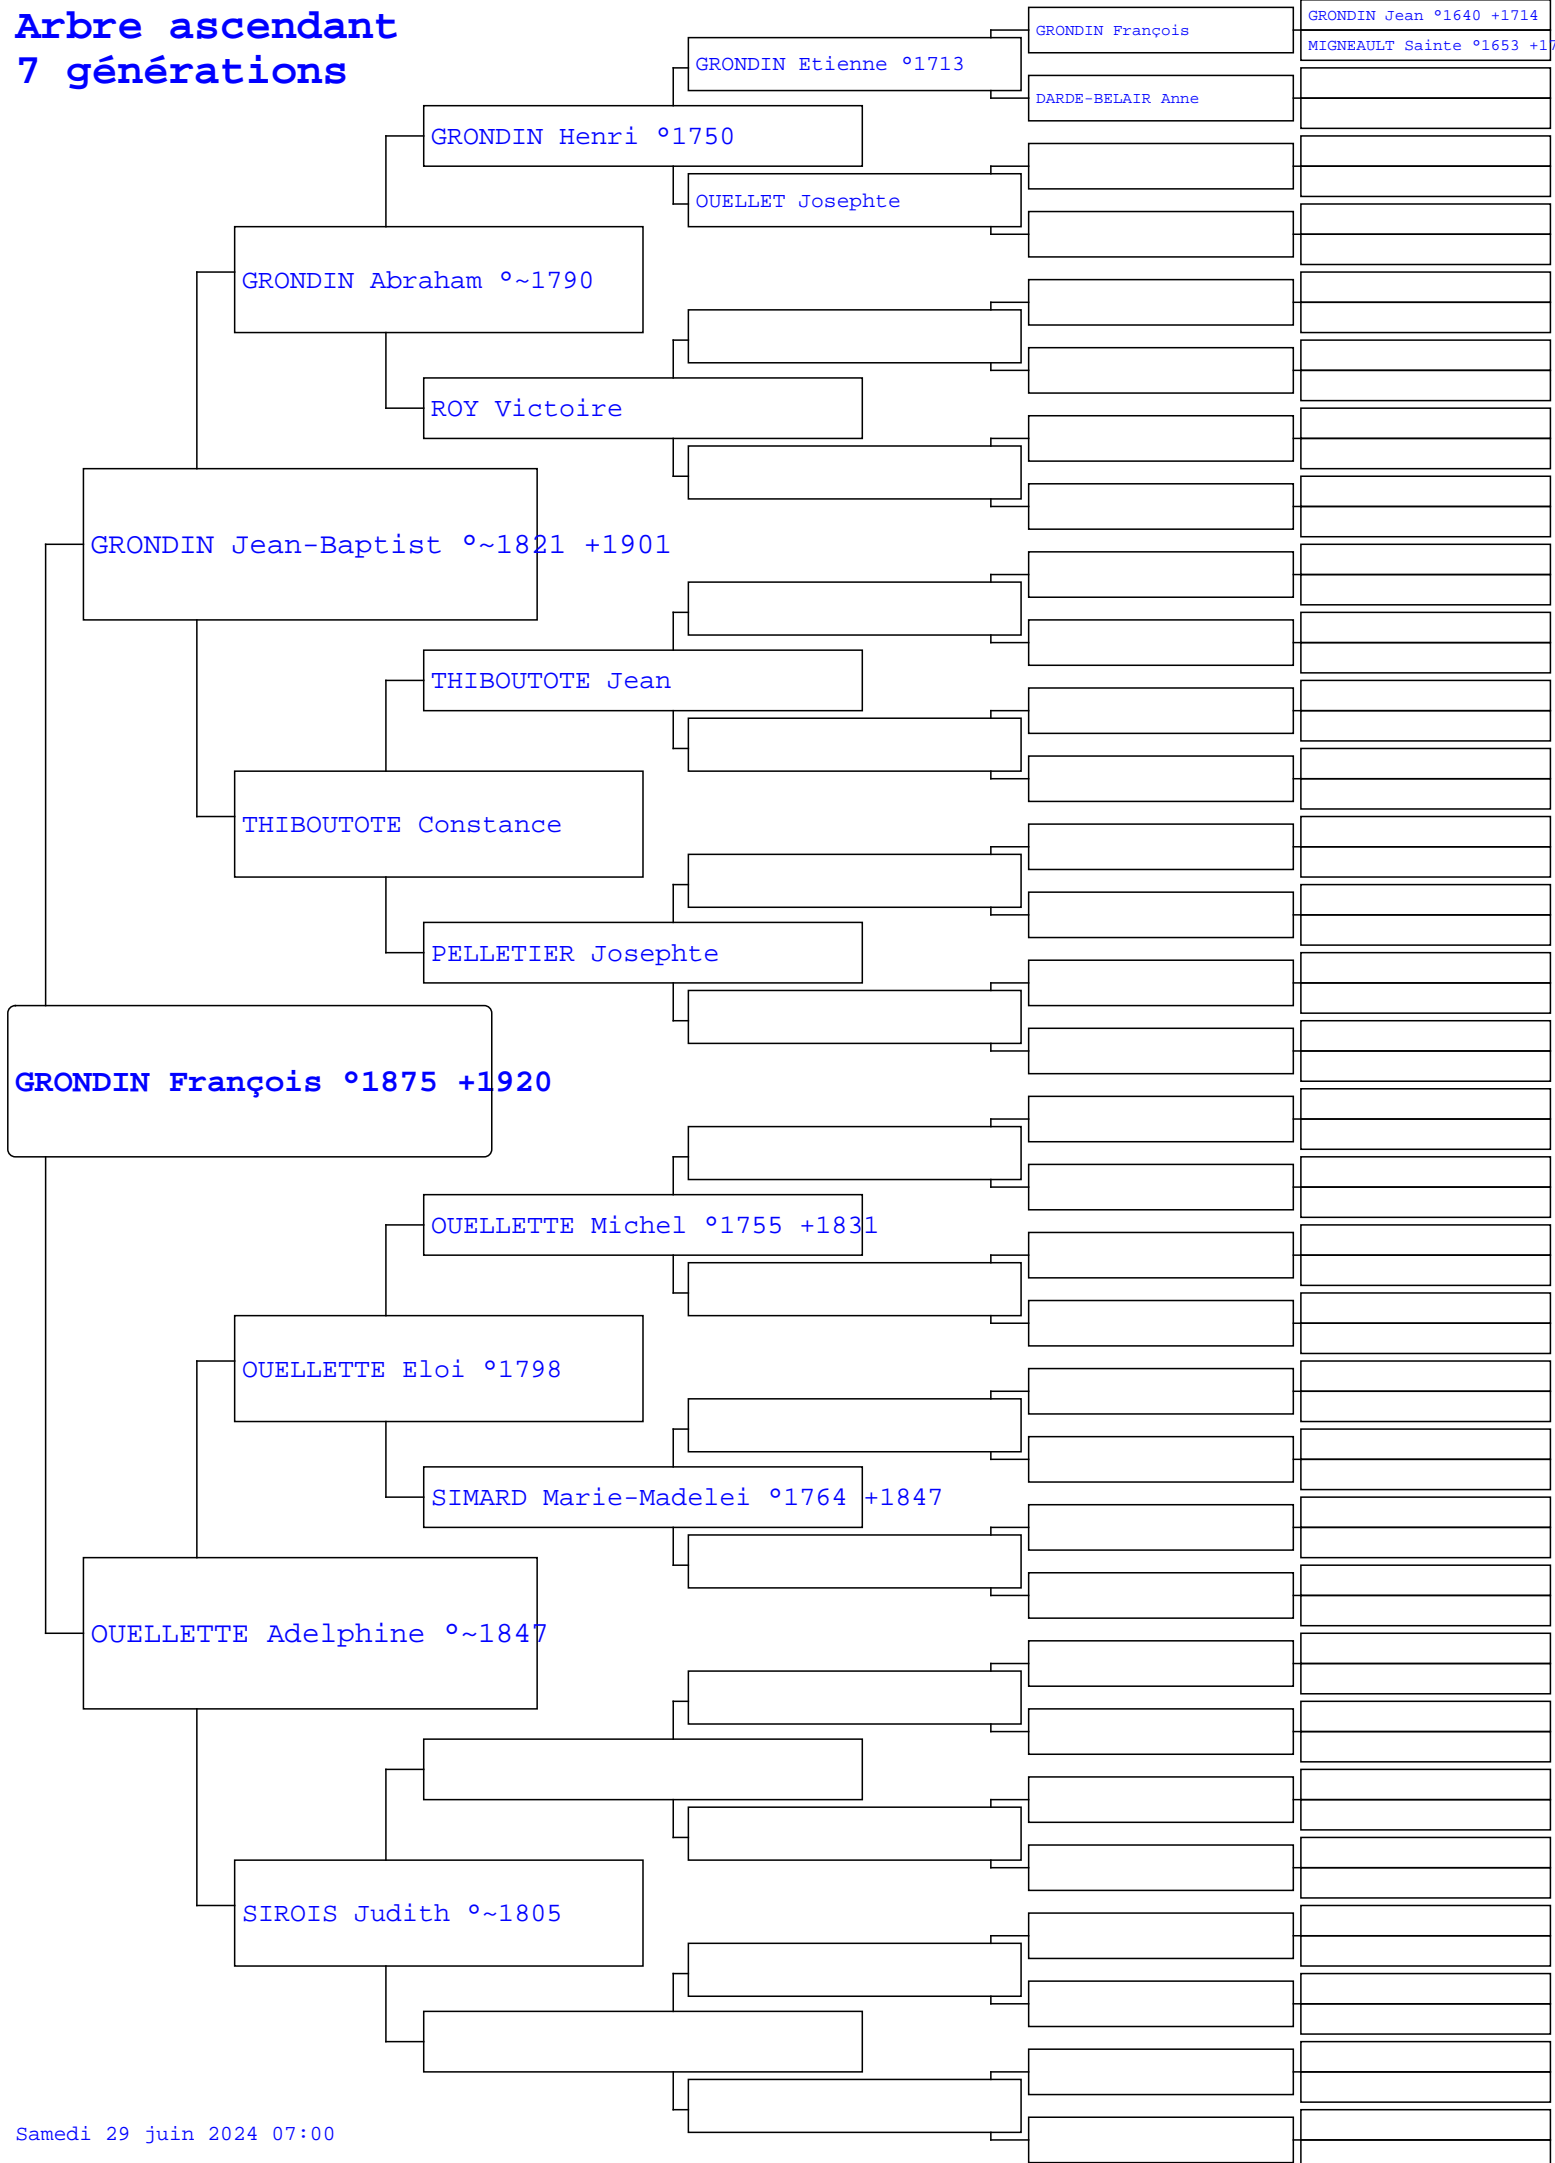 Arbre ascendant
7 générations
GRONDIN François
GRONDIN Jean °1640 +1714
MIGNEAULT Sainte °1653
GRONDIN Etienne °1713
DARDE-BELAIR Anne
GRONDIN Henri °1750
OUELLET Josephte
GRONDIN Abraham °~1790
ROY Victoire
GRONDIN Jean-Baptist °~1821 +1901
THIBOUTOTE Jean
THIBOUTOTE Constance
PELLETIER Josephte
GRONDIN François °1875 +1920
OUELLETTE Michel °1755 +1831
OUELLETTE Eloi °1798
SIMARD Marie-Madelei °1764 +1847
OUELLETTE Adelphine °~1847
SIROIS Judith °~1805
Samedi 29 juin 2024 07:00